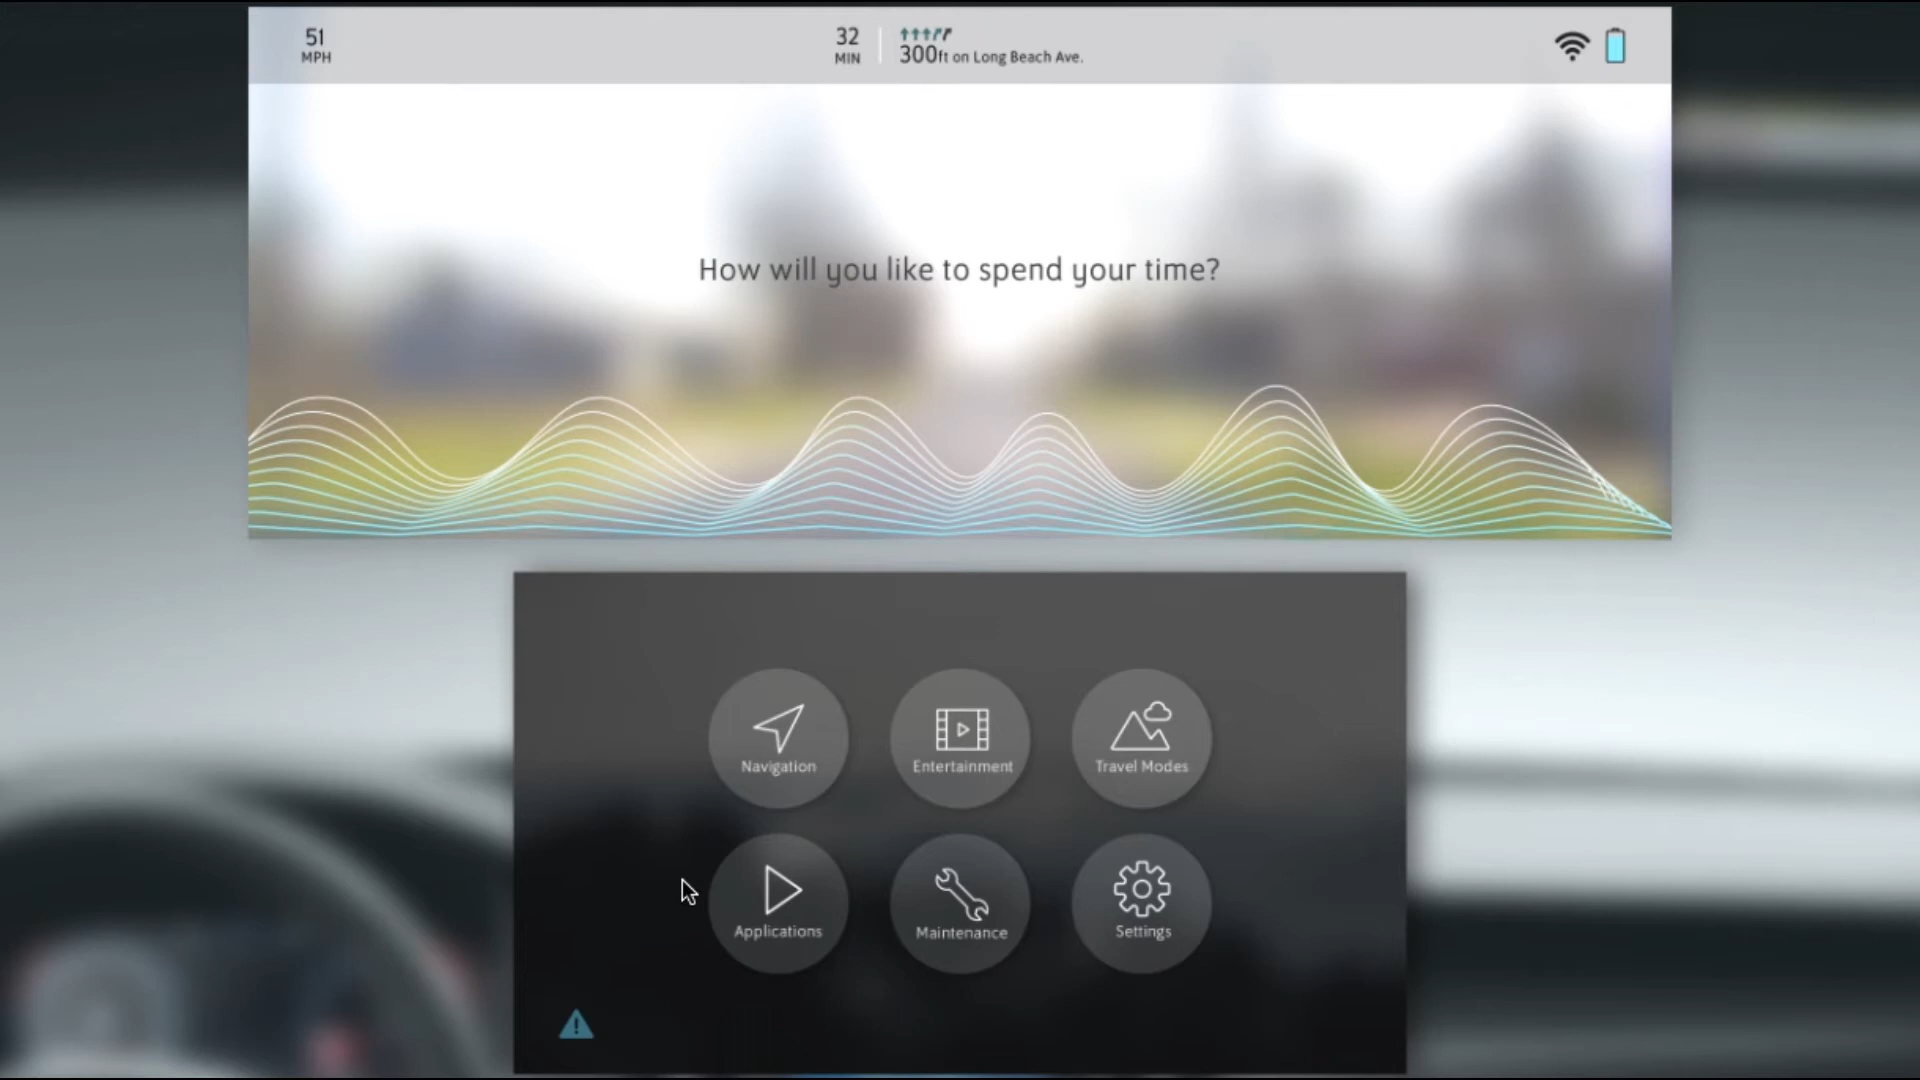 51
MPH
32
MIN
300ft on Long Beach Ave.
How will you like to spend your time?
Navigation
Entertainment
Travel Modes
Applications
Maintenance
Settings